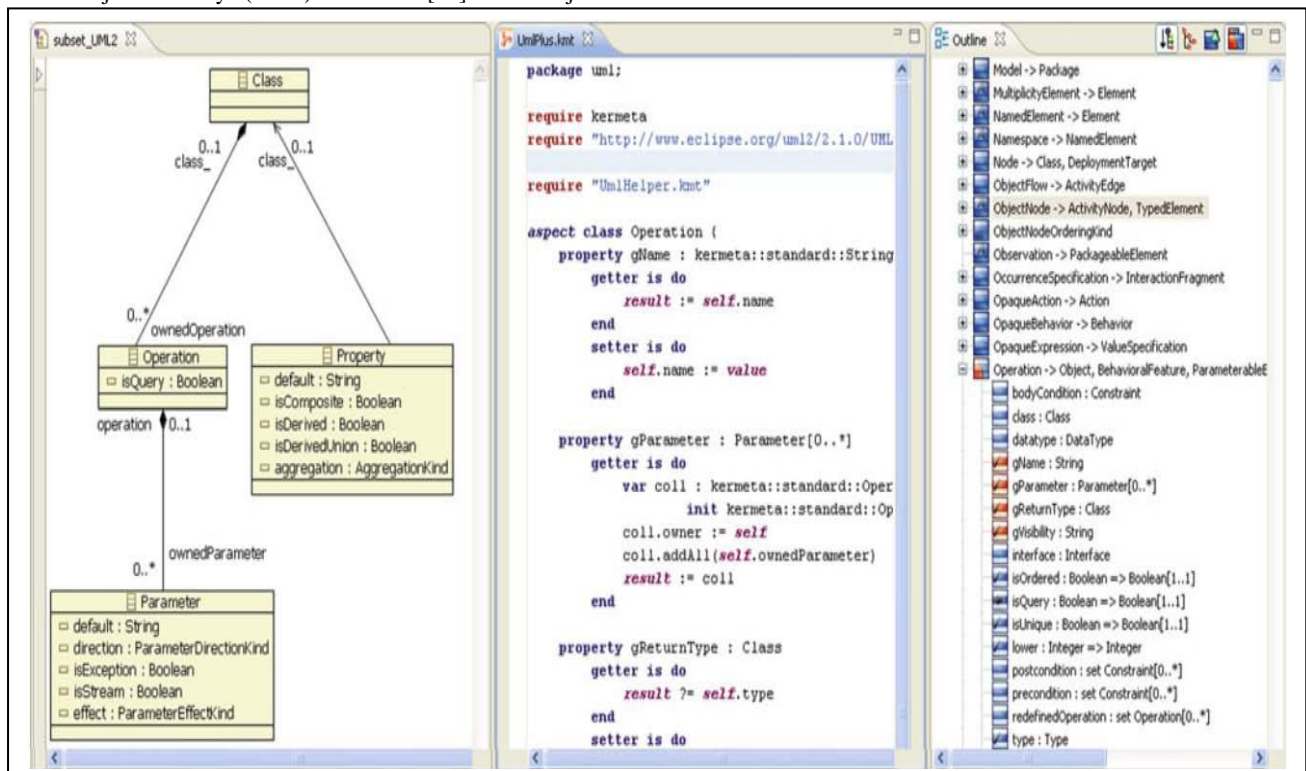 subset_UML2
Class
0..1
class_
0..1
class_
0..*
ownedOperation
Operation
isQuery : Boolean
operation
0..1
Property
default : String
isComposite : Boolean
isDerived : Boolean
isDerivedUnion : Boolean
aggregation : AggregationKind
ownedParameter
0..*
Parameter
default : String
direction : ParameterDirectionKind
isException : Boolean
isStream : Boolean
effect : ParameterEffectKind
UmlPlus.kmt
package uml;
require kermeta
require "http://www.eclipse.org/uml2/2.1.0/UML
require "UmlHelper.kmt"
aspect class Operation {
property gName : kermeta::standard::String
getter is do
result := self.name
end
setter is do
self.name := value
end
property gParameter : Parameter[0..*]
getter is do
var coll : kermeta::standard::Oper
init kermeta::standard::Op
coll.owner := self
coll.addAll(self.ownedParameter)
result := coll
end
property gReturnType : Class
getter is do
result ?= self.type
end
setter is do
Outline
Model -> Package
MultiplicityElement -> Element
NamedElement -> Element
Namespace -> NamedElement
Node -> Class, DeploymentTarget
ObjectFlow -> ActivityEdge
ObjectNode -> ActivityNode, TypedElement
ObjectNodeOrderingKind
Observation -> PackageableElement
OccurrenceSpecification -> InteractionFragment
OpaqueAction -> Action
OpaqueBehavior -> Behavior
OpaqueExpression -> ValueSpecification
Operation -> Object, BehavioralFeature, ParameterableE
bodyCondition : Constraint
class : Class
datatype : DataType
gName : String
gParameter : Parameter[0..*]
gReturnType : Class
gVisibility : String
interface : Interface
isOrdered : Boolean => Boolean[1..1]
isQuery : Boolean => Boolean[1..1]
isUnique : Boolean => Boolean[1..1]
lower : Integer => Integer
postcondition : set Constraint[0..*]
precondition : set Constraint[0..*]
redefinedOperation : set Operation[0..*]
type : Type